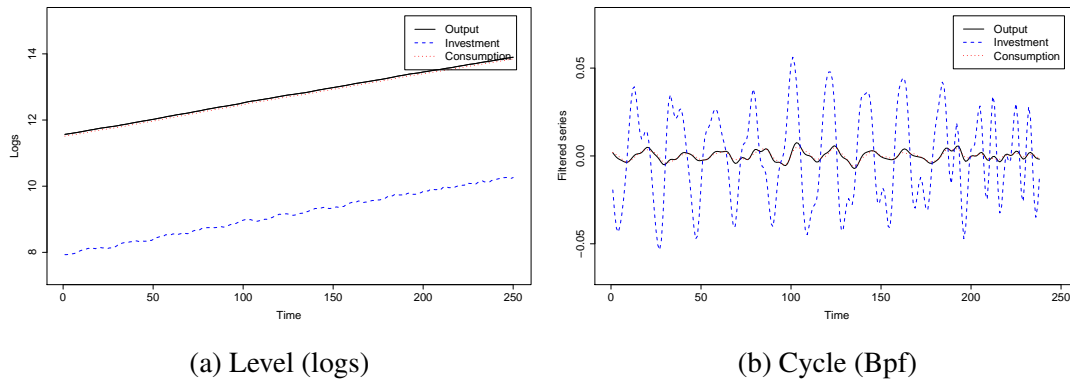 Output
Investment
Consumption
Logs
14
12
10
8
0 50 100 150 200 250
Time
(a) Level (logs)
Output
Investment
Consumption
Filtered series
0.05
0.00
−0.05
0 50 100 150 200 250
Time
(b) Cycle (Bpf)